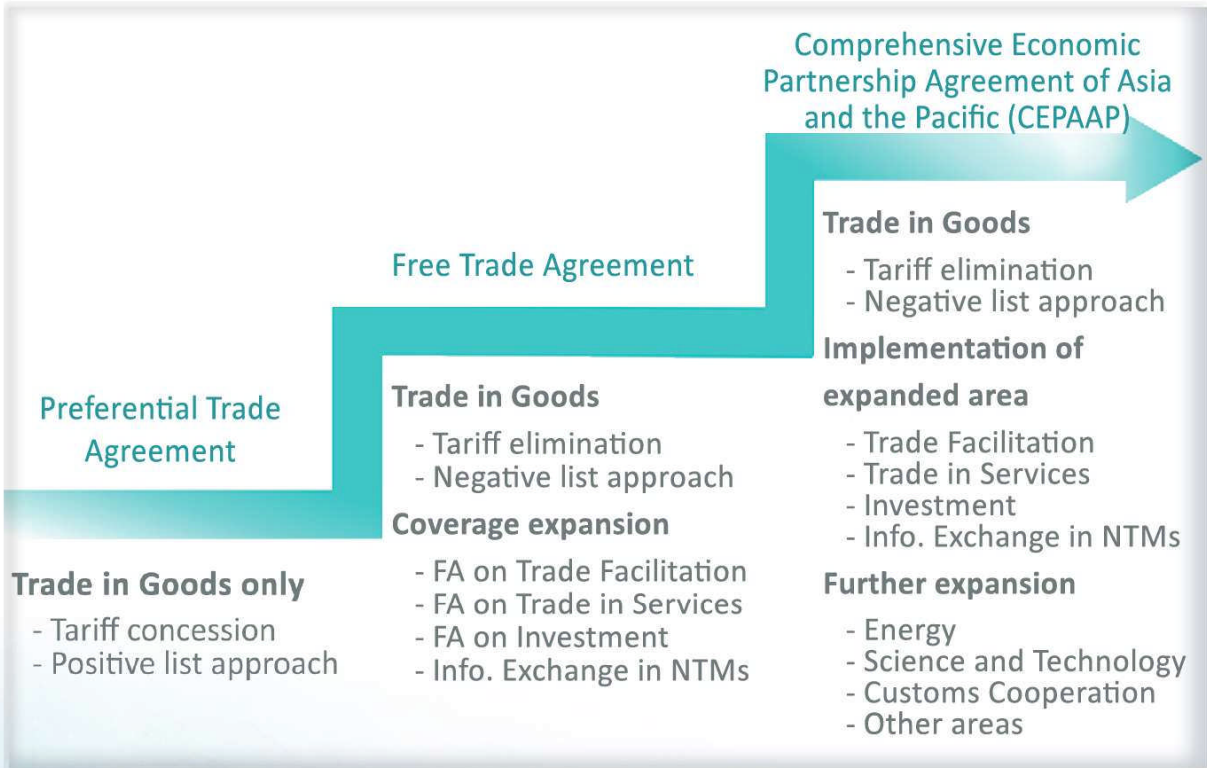 Preferential Trade
Agreement
Trade in Goods only
- Tariff concession
- Positive list approach
Free Trade Agreement
Trade in Goods
- Tariff elimination
- Negative list approach
Coverage expansion
- FA on Trade Facilitation
- FA on Trade in Services
- FA on Investment
- Info. Exchange in NTMs
Comprehensive Economic
Partnership Agreement of Asia
and the Pacific (CEPAAP)
Trade in Goods
- Tariff elimination
- Negative list approach
Implementation of
expanded area
- Trade Facilitation
- Trade in Services
- Investment
- Info. Exchange in NTMs
Further expansion
- Energy
- Science and Technology
- Customs Cooperation
- Other areas